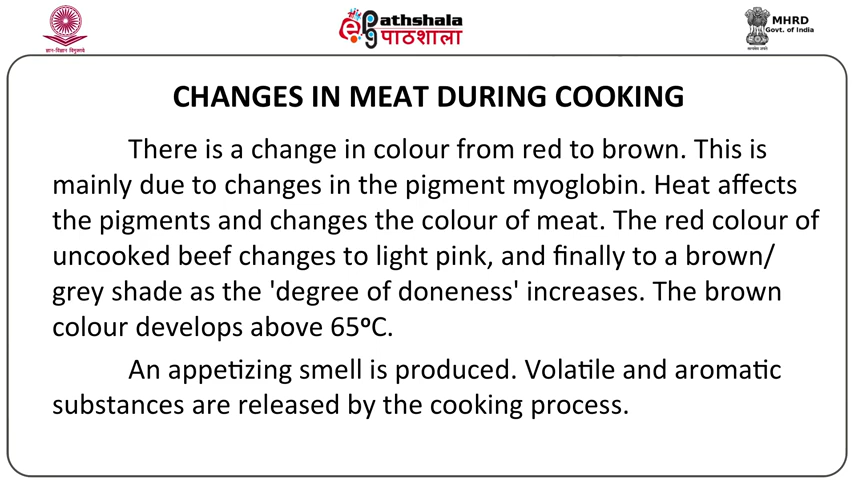 ज्ञान-विज्ञान विमुक्तये
ePathshala
पाठशाला
MHRD
Govt. of India
CHANGES IN MEAT DURING COOKING
There is a change in colour from red to brown. This is
mainly due to changes in the pigment myoglobin. Heat affects
the pigments and changes the colour of meat. The red colour of
uncooked beef changes to light pink, and finally to a brown/
grey shade as the 'degree of doneness' increases. The brown
colour develops above 65ºC.
An appetizing smell is produced. Volatile and aromatic
substances are released by the cooking process.